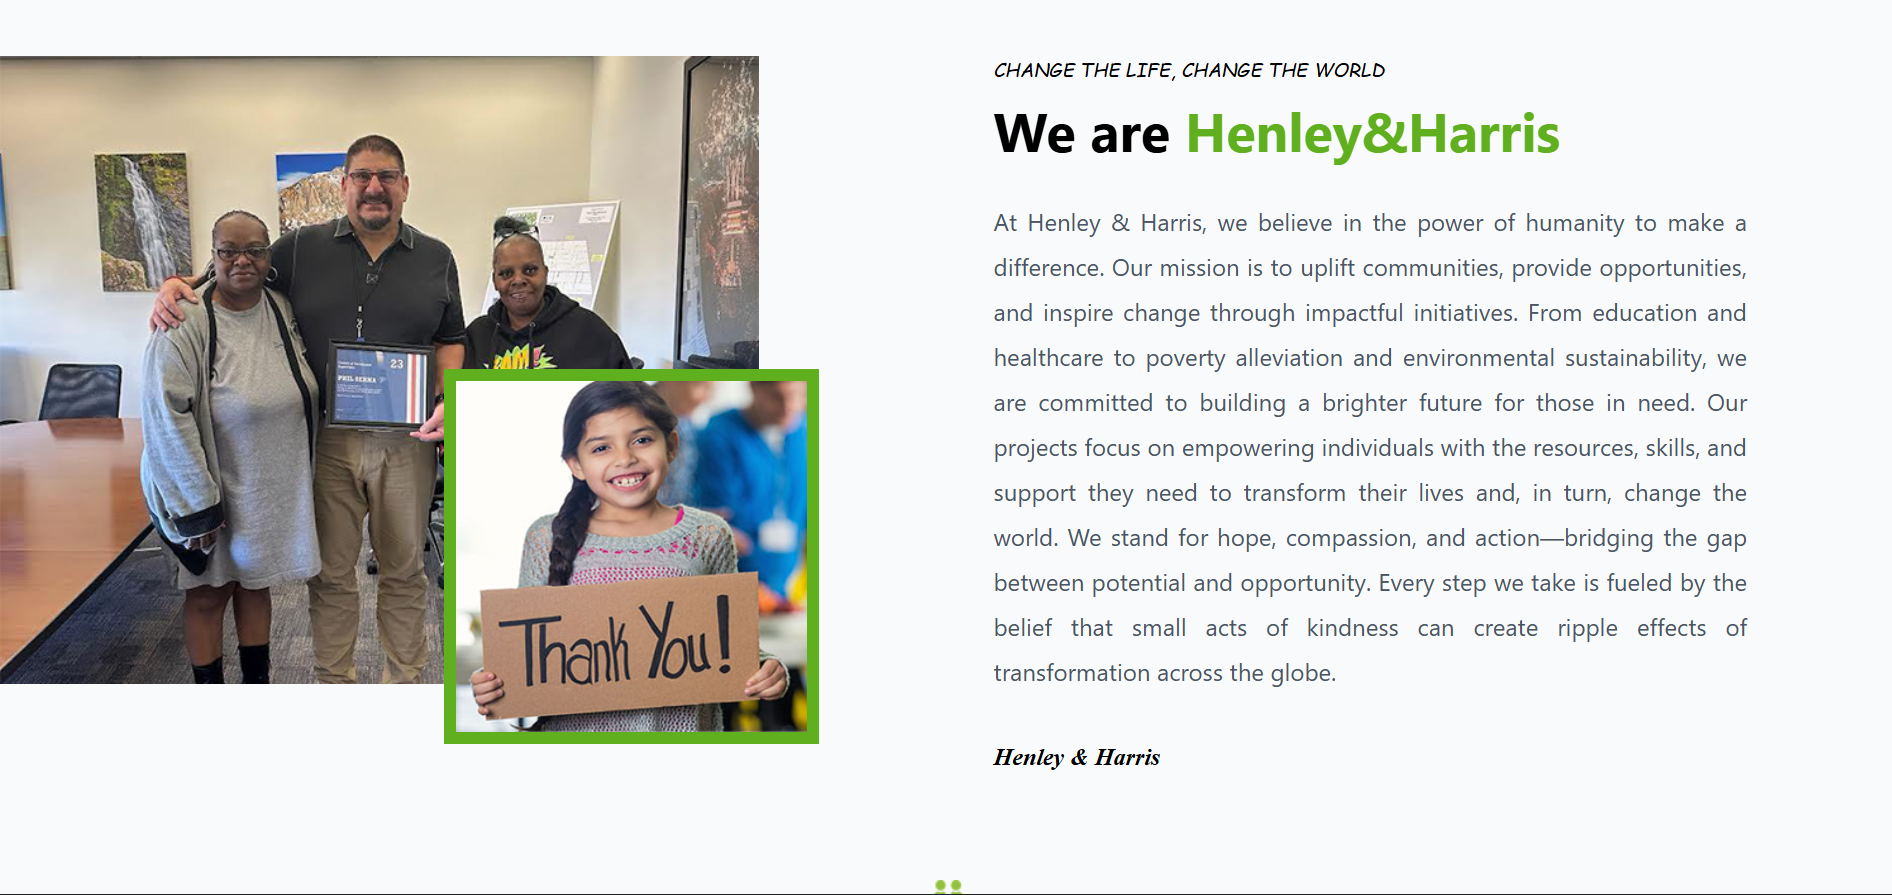 CHANGE THE LIFE, CHANGE THE WORLD
We are Henley&Harris
At Henley & Harris, we believe in the power of humanity to make a
difference. Our mission is to uplift communities, provide opportunities,
and inspire change through impactful initiatives. From education and
healthcare to poverty alleviation and environmental sustainability, we
are committed to building a brighter future for those in need. Our
projects focus on empowering individuals with the resources, skills, and
support they need to transform their lives and, in turn, change the
world. We stand for hope, compassion, and action—bridging the gap
between potential and opportunity. Every step we take is fueled by the
belief that small acts of kindness can create ripple effects of
transformation across the globe.
Henley & Harris
23
PHIL SERNA
Thank You!